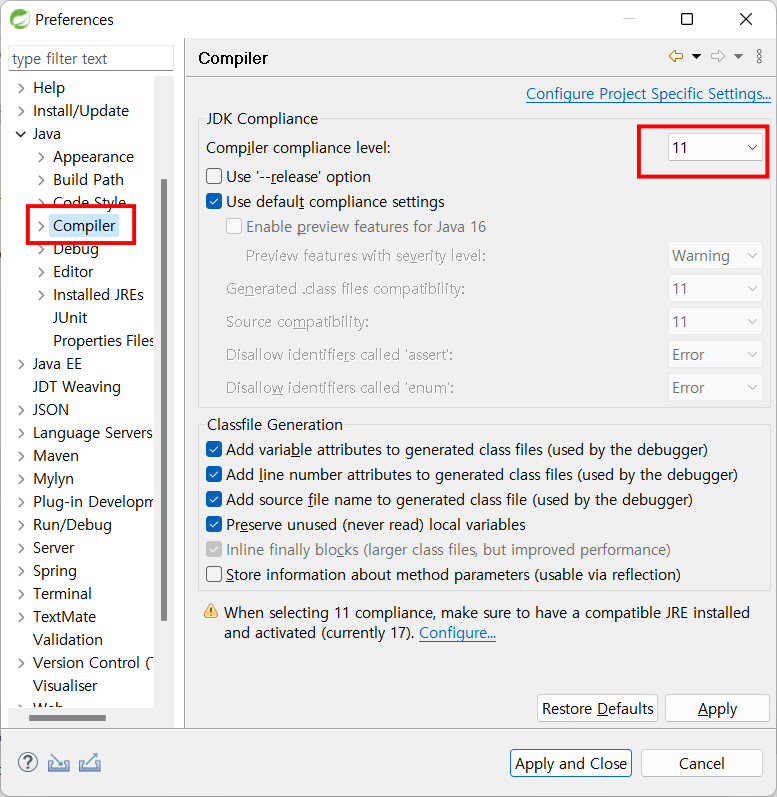 Preferences
type filter text
Help
Install/Update
Java
Appearance
Build Path
Code Style
Compiler
Debug
Editor
Installed JREs
JUnit
Properties Files
Java EE
JDT Weaving
JSON
Language Servers
Maven
Mylyn
Plug-in Developm
Run/Debug
Server
Spring
Terminal
TextMate
Validation
Version Control (T
Visualiser
Web
Compiler
Configure Project Specific Settings...
JDK Compliance
Compiler compliance level: 11
Use '--release' option
Use default compliance settings
Enable preview features for Java 16
Preview features with severity level: Warning
Generated .class files compatibility: 11
Source compatibility: 11
Disallow identifiers called 'assert': Error
Disallow identifiers called 'enum': Error
Classfile Generation
Add variable attributes to generated class files (used by the debugger)
Add line number attributes to generated class files (used by the debugger)
Add source file name to generated class file (used by the debugger)
Preserve unused (never read) local variables
Inline finally blocks (larger class files, but improved performance)
Store information about method parameters (usable via reflection)
When selecting 11 compliance, make sure to have a compatible JRE installed
and activated (currently 17). Configure...
Restore Defaults Apply
? Apply and Close Cancel